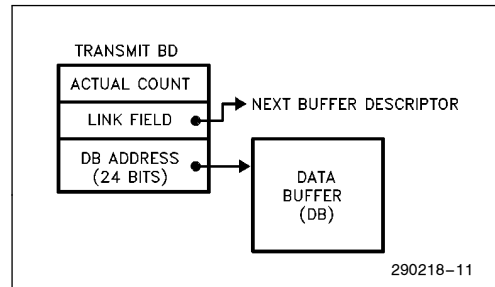 TRANSMIT BD
ACTUAL COUNT
LINK FIELD
NEXT BUFFER DESCRIPTOR
DB ADDRESS
(24 BITS)
DATA
BUFFER
(DB)
290218–11